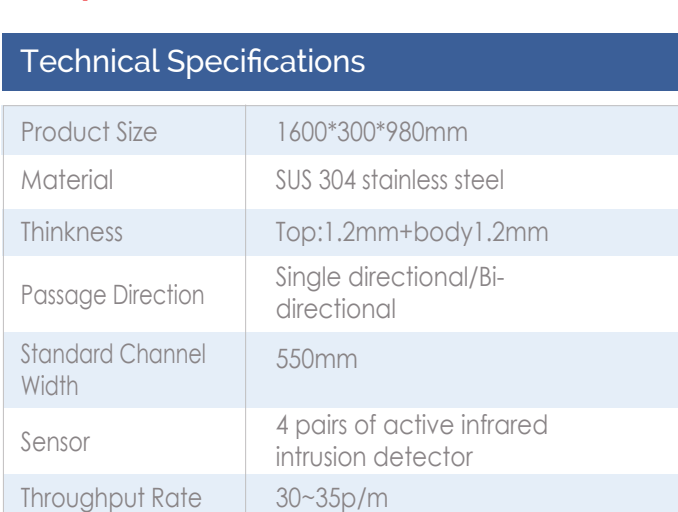 Technical Specifications
Product Size 1600*300*980mm
Material SUS 304 stainless steel
Thinkness Top:1.2mm+body1.2mm
Passage Direction Single directional/Bi-
directional
Standard Channel
Width 550mm
Sensor 4 pairs of active infrared
intrusion detector
Throughput Rate 30~35p/m